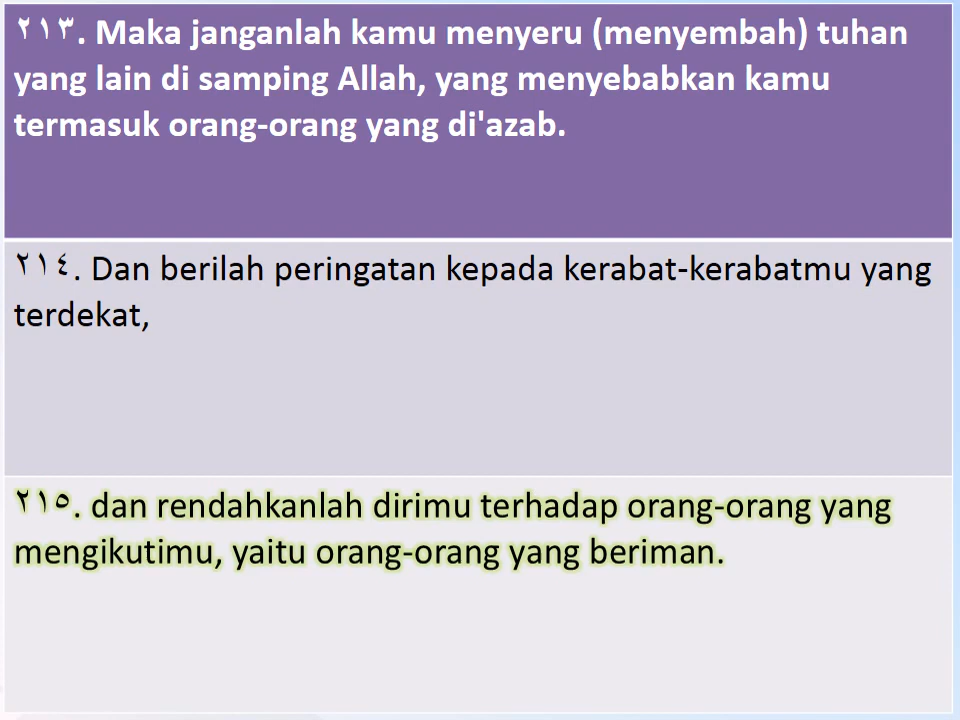 ٢١٣. Maka janganlah kamu menyeru (menyembah) tuhan
yang lain di samping Allah, yang menyebabkan kamu
termasuk orang-orang yang di'azab.
٢١٤. Dan berilah peringatan kepada kerabat-kerabatmu yang
terdekat,
٢١٥. dan rendahkanlah dirimu terhadap orang-orang yang
mengikutimu, yaitu orang-orang yang beriman.